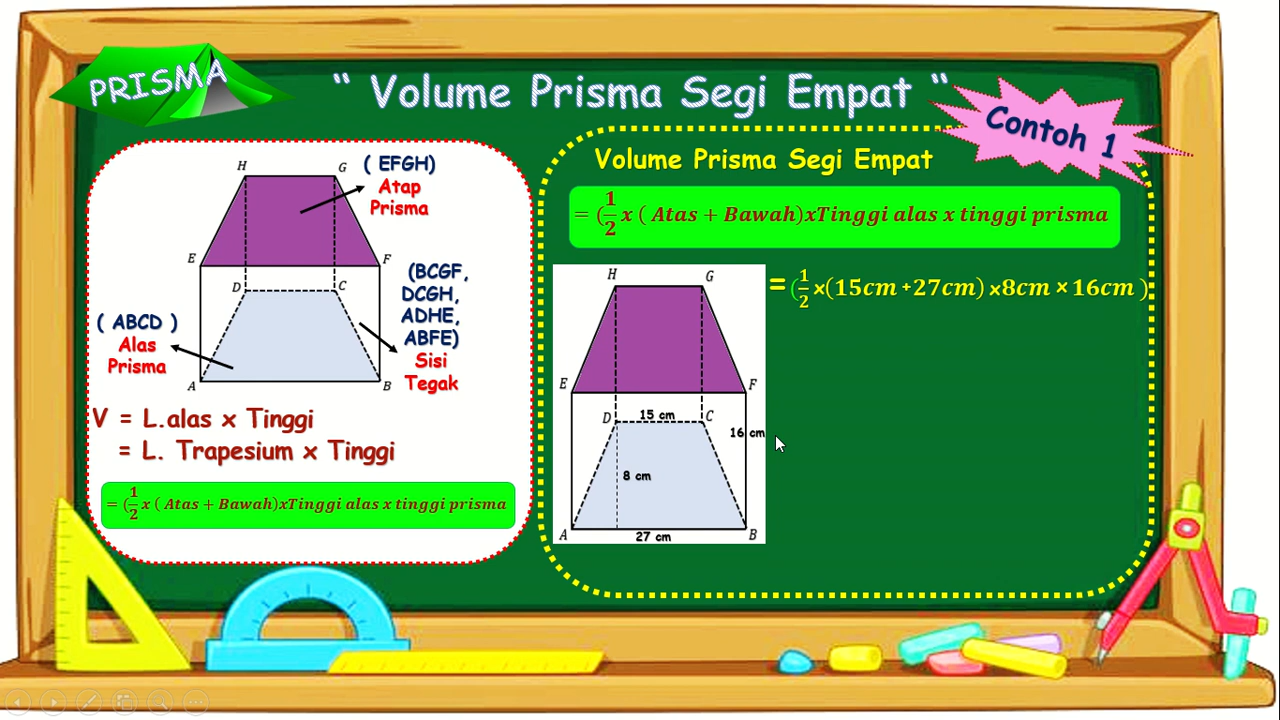 PRISMA
“ Volume Prisma Segi Empat “
Contoh 1
H
G
( EFGH)
Atap
Prisma
E
F
D
C
(BCGF,
DCGH,
ADHE,
ABFE)
Sisi
Tegak
( ABCD )
Alas
Prisma
A
B
V = L.alas x Tinggi
= L. Trapesium x Tinggi
= (1/2 x ( Atas + Bawah)xTinggi alas x tinggi prisma
Volume Prisma Segi Empat
= (1/2 x ( Atas + Bawah)xTinggi alas x tinggi prisma
= (1/2 ×(15cm +27cm) ×8cm × 16cm )
H
G
E
F
D
15 cm
C
16 cm
8 cm
A
27 cm
B